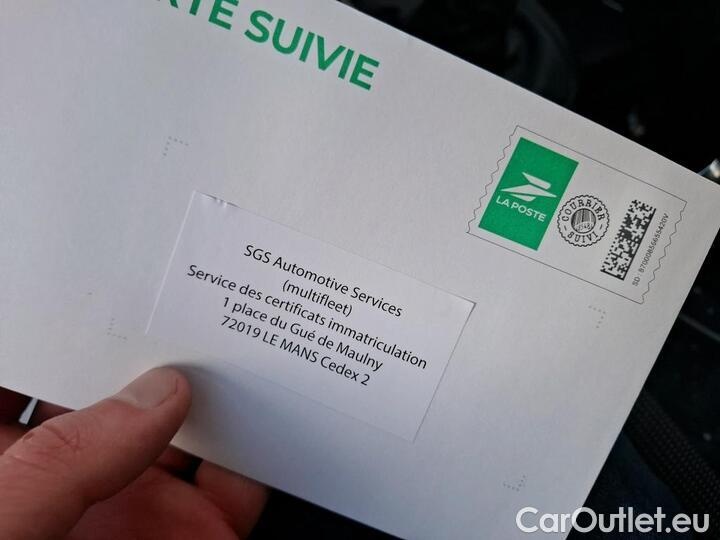 RTE SUIVIE
LA POSTE
COURRIER
SUIVI
SGS Automotive Services
(multifleet)
Service des certificats immatriculation
1 place du Gué de Maulny
72019 LE MANS Cedex 2
CarOutlet.eu